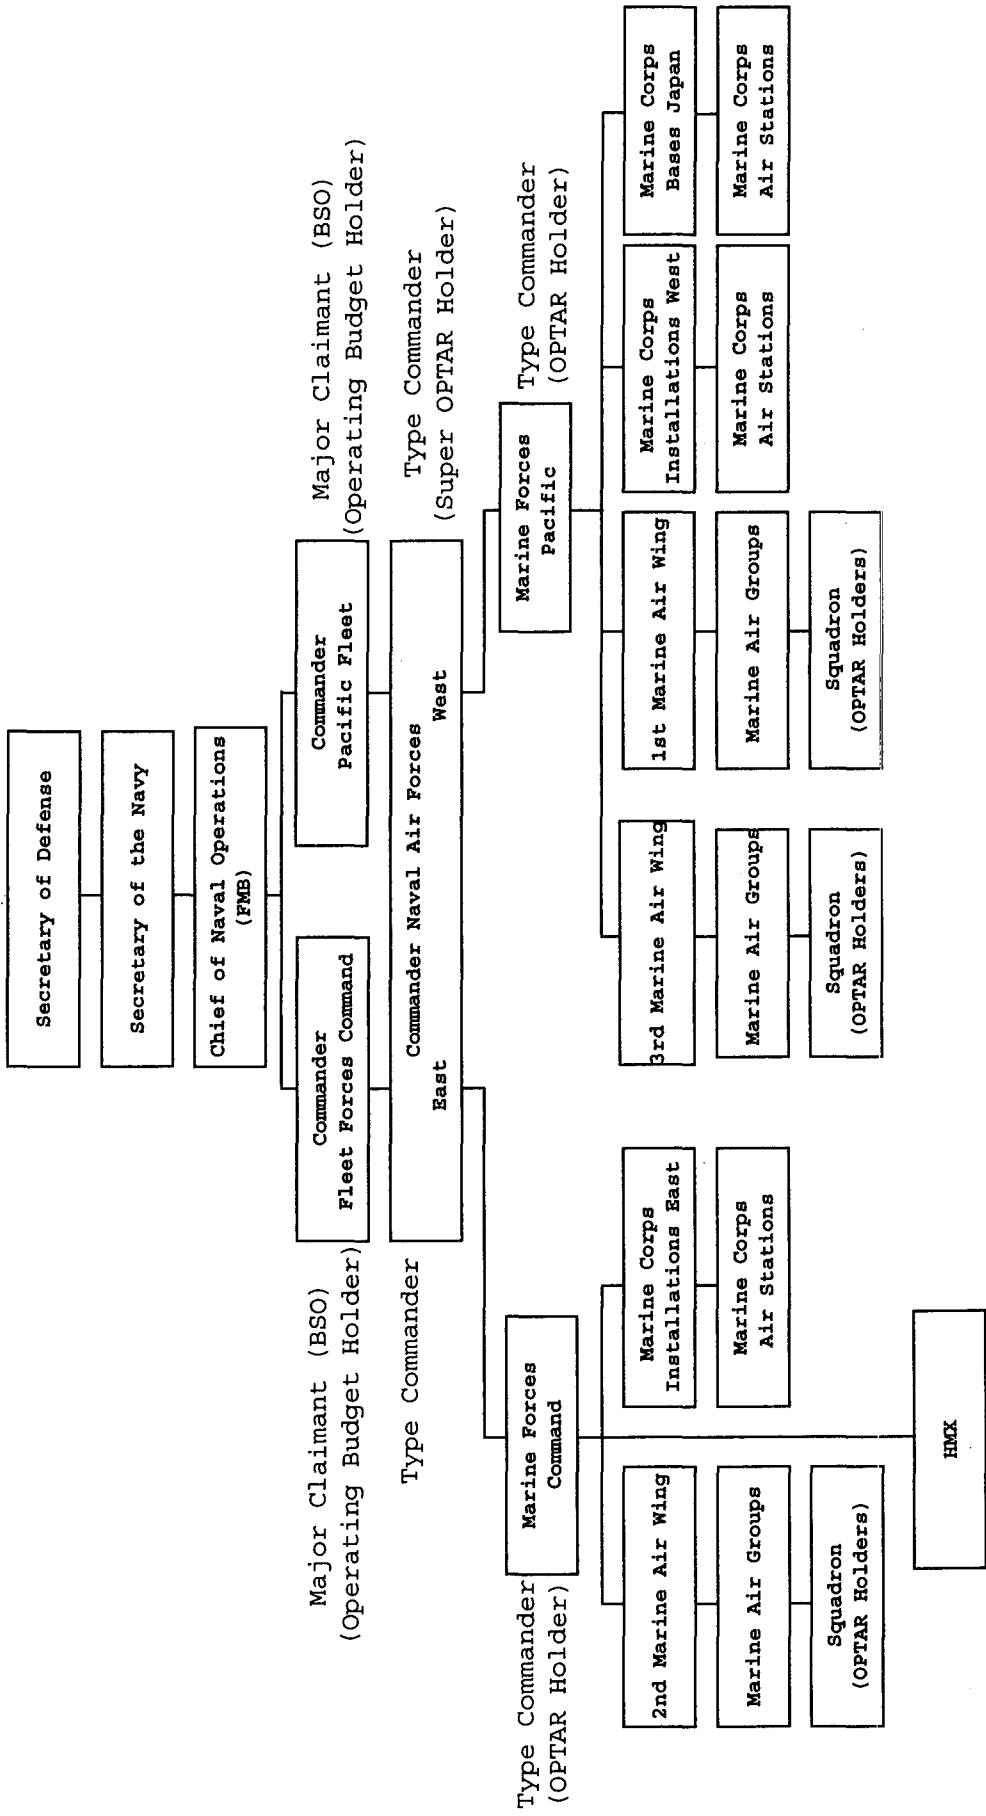 Secretary of Defense
Secretary of the Navy
Chief of Naval Operations
(FMB)
Major Claimant (BSO)
(Operating Budget Holder)
Commander
Fleet Forces Command
Commander
Pacific Fleet
Major Claimant (BSO)
(Operating Budget Holder)
Type Commander
Commander Naval Air Forces
East
West
Type Commander
(Super OPTAR Holder)
Type Commander
(OPTAR Holder)
Marine Forces
Command
Marine Forces
Pacific
Type Commander
(OPTAR Holder)
2nd Marine Air Wing
Marine Corps
Installations East
3rd Marine Air Wing
1st Marine Air Wing
Marine Corps
Installations West
Marine Corps
Bases Japan
Marine Air Groups
Marine Corps
Air Stations
Marine Air Groups
Marine Air Groups
Marine Corps
Air Stations
Marine Corps
Air Stations
Squadron
(OPTAR Holders)
Squadron
(OPTAR Holders)
Squadron
(OPTAR Holders)
HMX